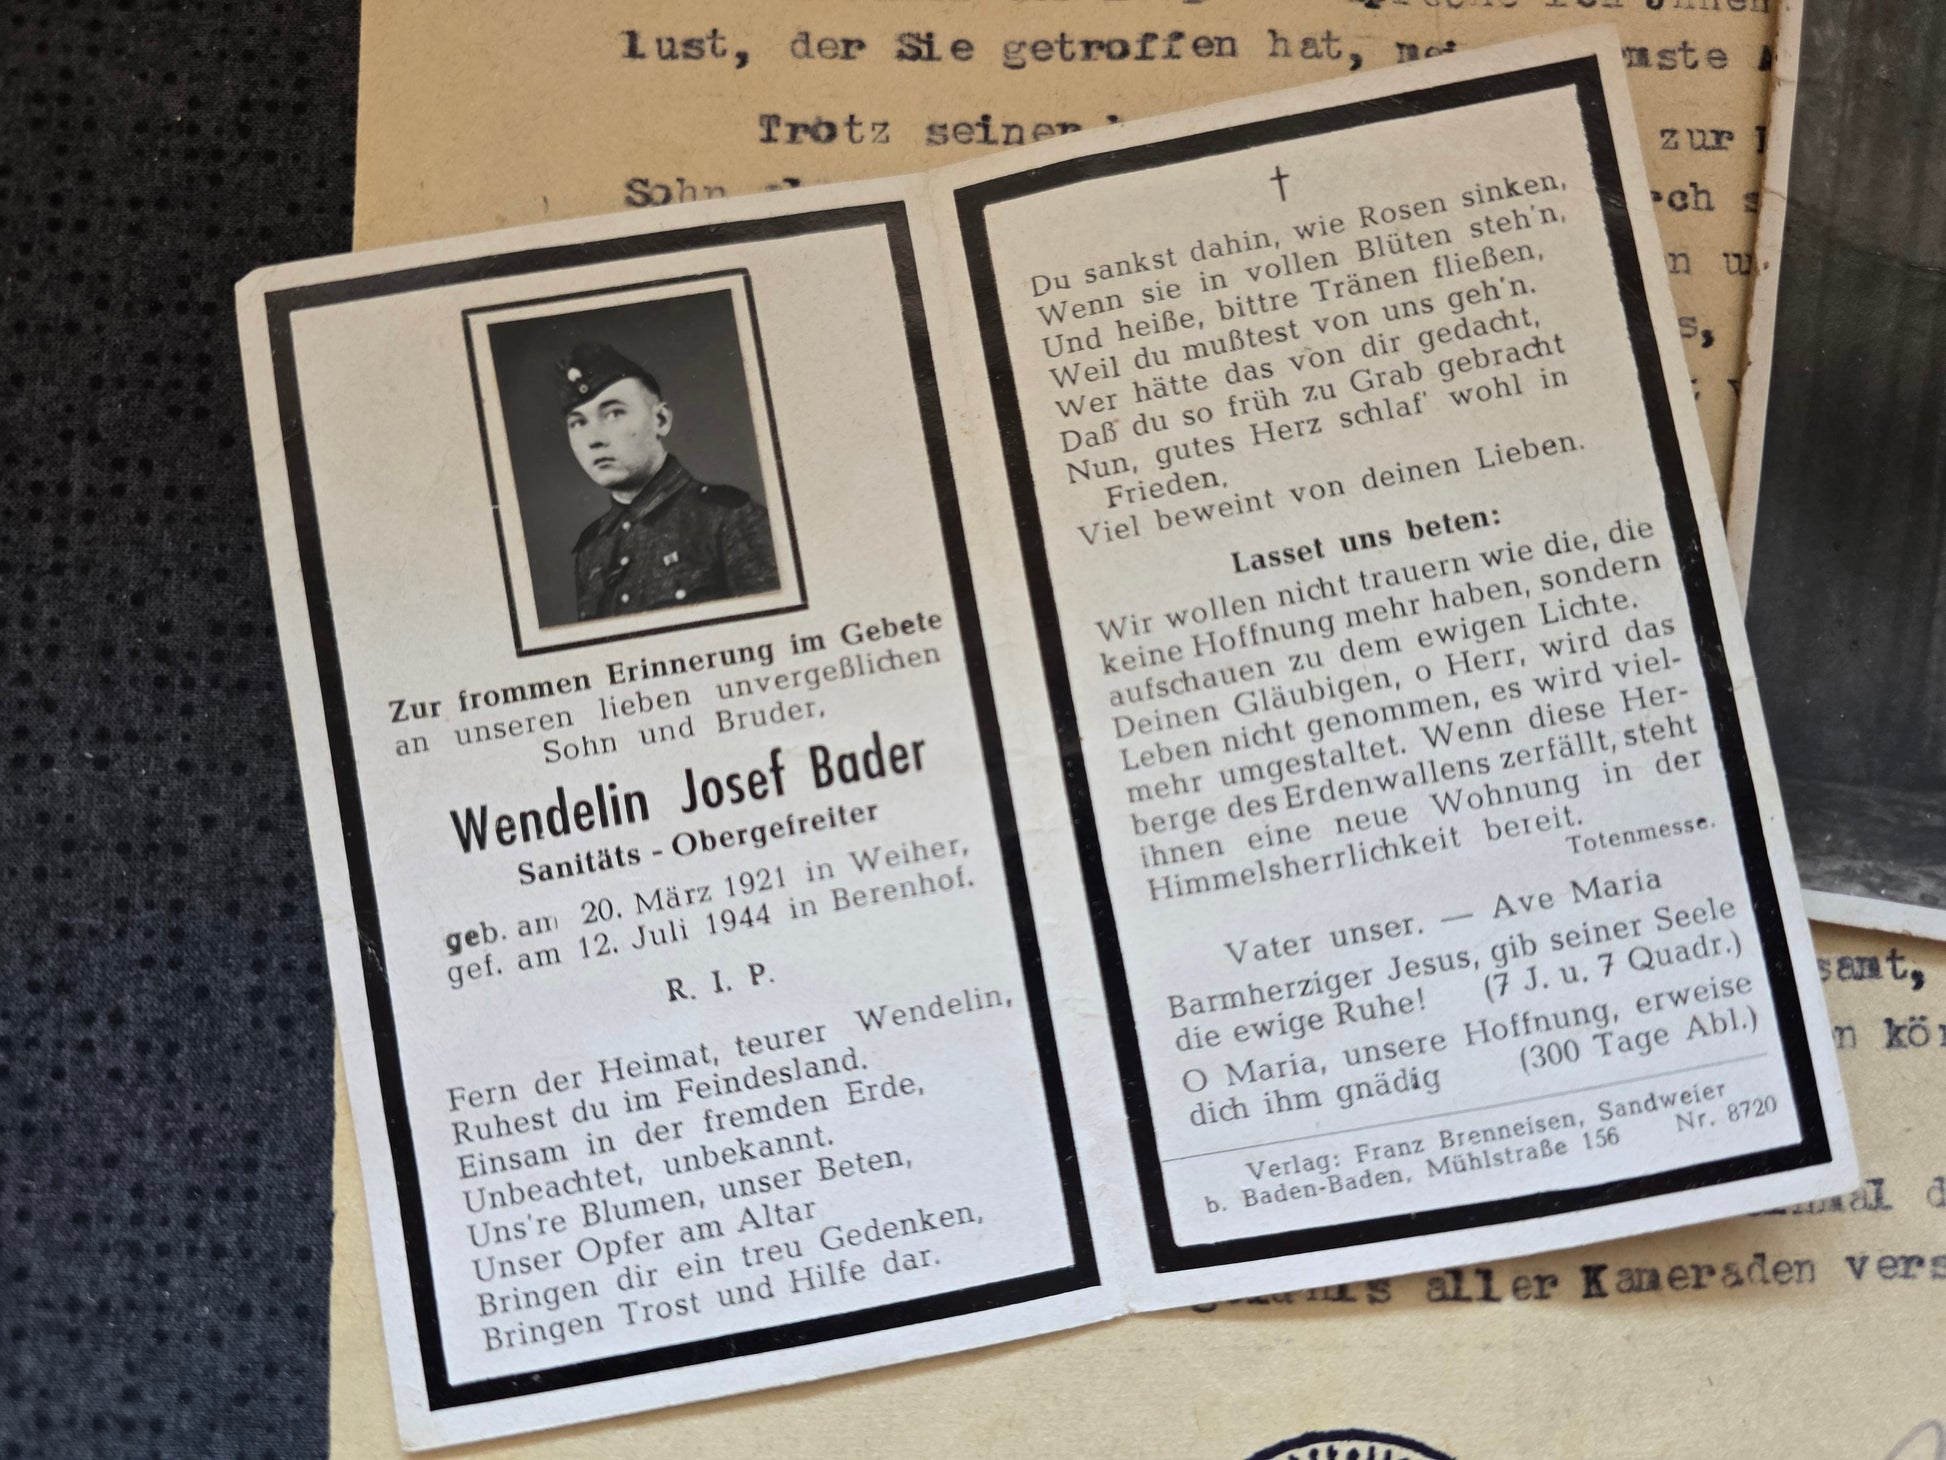 lust, der Sie getroffen hat,
Trotz seiner
zur
Sohn
Zur frommen Erinnerung im Gebete
an unseren lieben unvergeßlichen
Sohn und Bruder,
Wendelin Josef Bader
Sanitäts - Obergefreiter
geb. am 20. März 1921 in Weiher,
gef. am 12. Juli 1944 in Berenhof.
R. I. P.
Fern der Heimat, teurer Wendelin,
Ruhest du im Feindesland.
Einsam in der fremden Erde,
Unbeachtet, unbekannt.
Uns're Blumen, unser Beten,
Unser Opfer am Altar
Bringen dir ein treu Gedenken,
Bringen Trost und Hilfe dar.
†
Du sankst dahin, wie Rosen sinken,
Wenn sie in vollen Blüten steh'n,
Und heiße, bittre Tränen fließen,
Weil du mußtest von uns geh'n.
Wer hätte das von dir gedacht,
Daß du so früh zu Grab gebracht
Nun, gutes Herz schlaf' wohl in
Frieden,
Viel beweint von deinen Lieben.
Lasset uns beten:
Wir wollen nicht trauern wie die, die
keine Hoffnung mehr haben, sondern
aufschauen zu dem ewigen Lichte.
Deinen Gläubigen, o Herr, wird das
Leben nicht genommen, es wird viel-
mehr umgestaltet. Wenn diese Her-
berge des Erdenwallens zerfällt, steht
ihnen eine neue Wohnung in der
Himmelsherrlichkeit bereit.
Totenmesse.
Vater unser. — Ave Maria
Barmherziger Jesus, gib seiner Seele
die ewige Ruhe! (7 J. u. 7 Quadr.)
O Maria, unsere Hoffnung, erweise
dich ihm gnädig (300 Tage Abl.)
Verlag: Franz Brenneisen, Sandweier
b. Baden-Baden, Mühlstraße 156 Nr. 8720
aller Kameraden